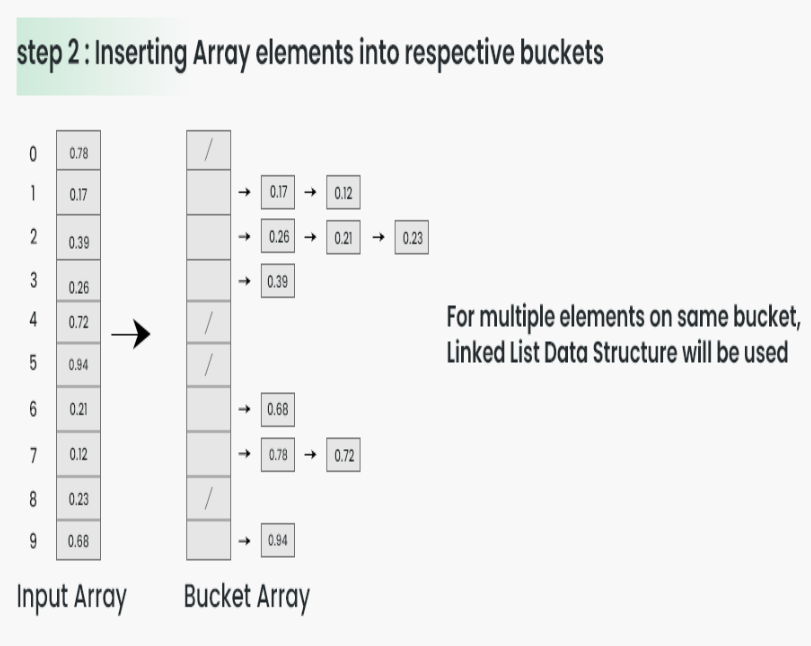 step 2 : Inserting Array elements into respective buckets
0 0.78 /
1 0.17 → 0.17 → 0.12
2 0.39 → 0.26 → 0.21 → 0.23
3 0.26 → 0.39
4 0.72 /
5 0.94 /
6 0.21 → 0.68
7 0.12 → 0.78 → 0.72
8 0.23 /
9 0.68 → 0.94
For multiple elements on same bucket,
Linked List Data Structure will be used
Input Array
Bucket Array